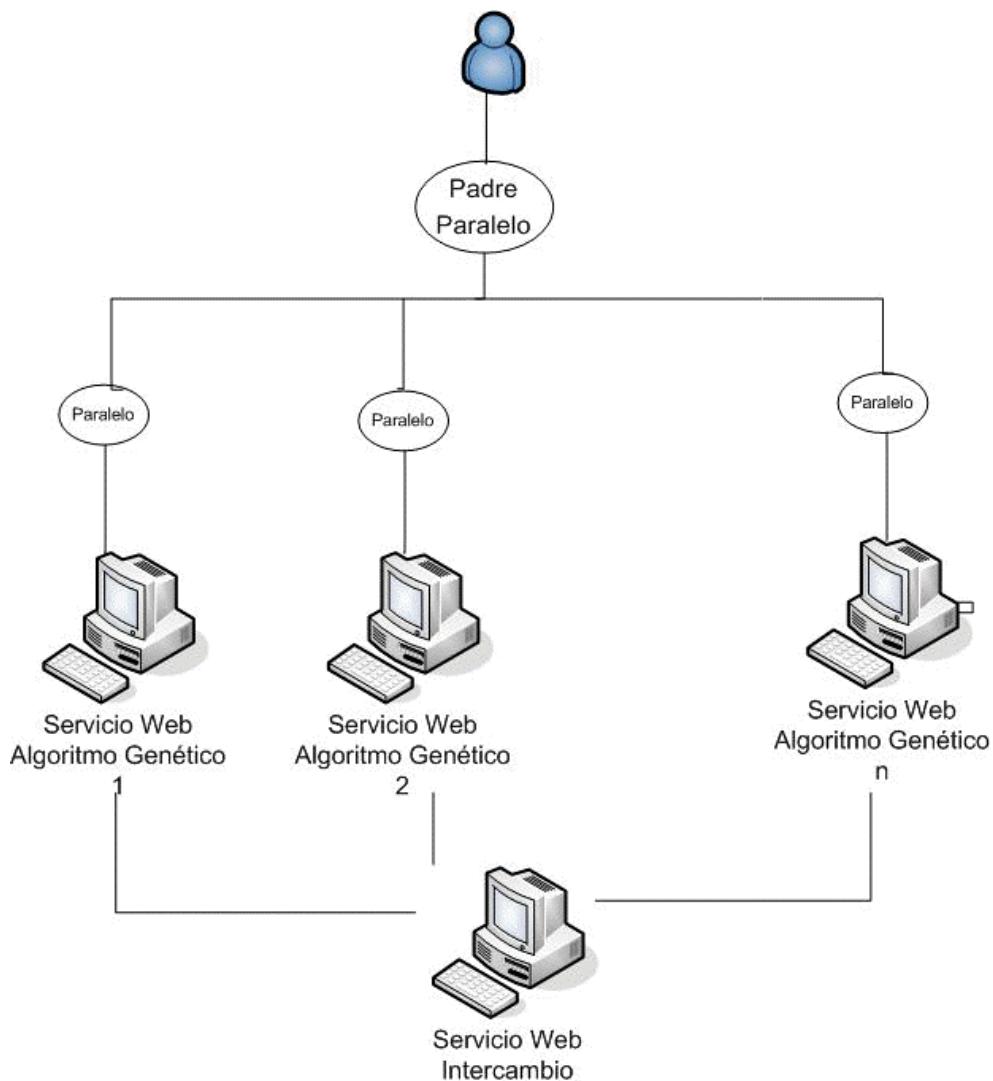 Padre
Paralelo
Paralelo
Paralelo
Paralelo
Servicio Web
Algoritmo Genético
1
Servicio Web
Algoritmo Genético
2
Servicio Web
Algoritmo Genético
n
Servicio Web
Intercambio